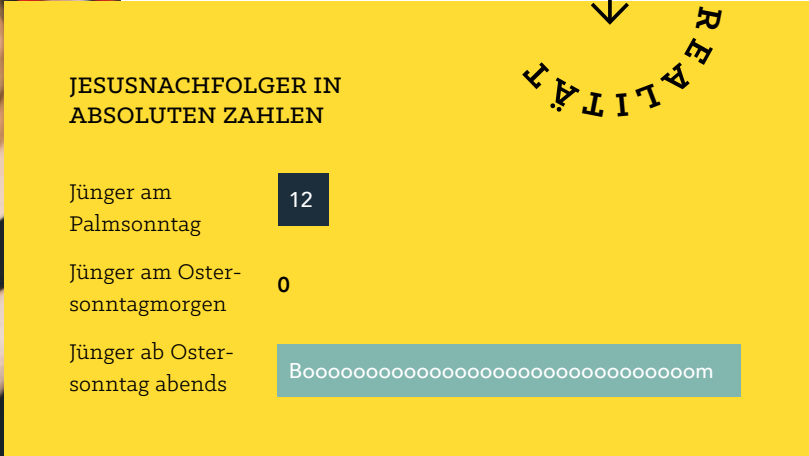 REALITÄT
JESUSNACHFOLGER IN
ABSOLUTEN ZAHLEN
Jünger am
Palmsonntag
12
Jünger am Oster-
sonntagmorgen
0
Jünger ab Oster-
sonntag abends
Booooooooooooooooooooooooooooooom